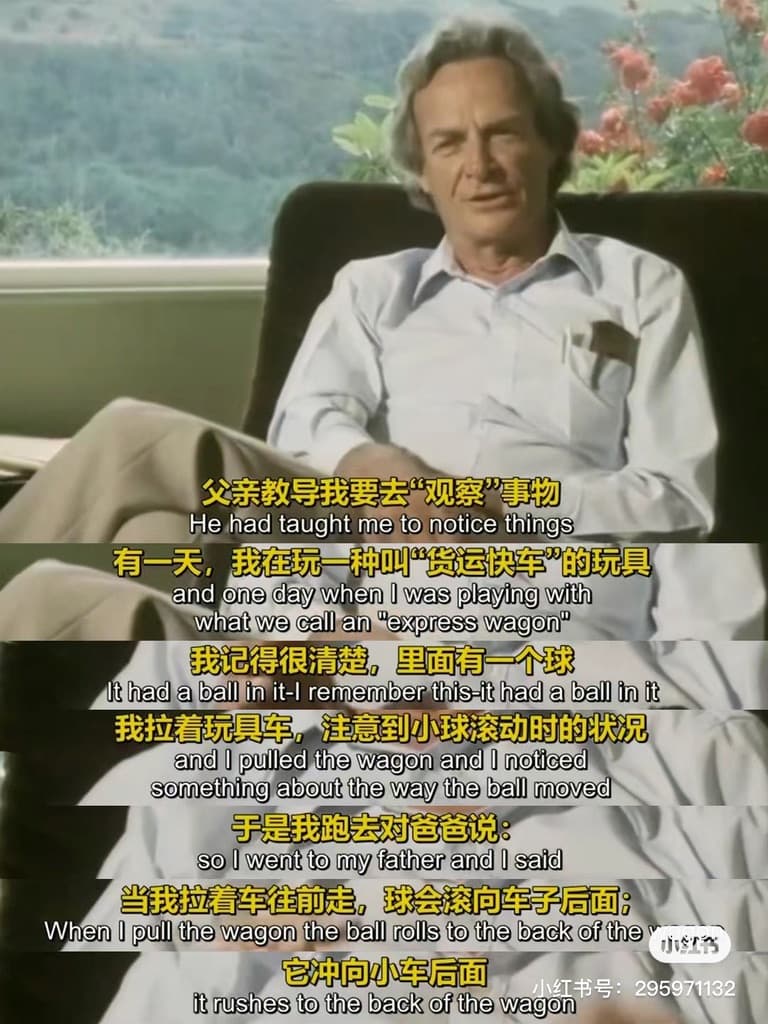 父亲教导我要去“观察”事物
He had taught me to notice things
有一天，我在玩一种叫“货运快车”的玩具
and one day when I was playing with
what we call an "express wagon"
我记得很清楚，里面有一个球
It had a ball in it-I remember this-it had a ball in it
我拉着玩具车，注意到小球滚动时的状况
and I pulled the wagon and I noticed
something about the way the ball moved
于是我跑去对爸爸说：
so I went to my father and I said
当我拉着车往前走，球会滚向车子后面；
When I pull the wagon the ball rolls to the back of the
小红书
它冲向小车后面
小红书号：295971132
it rushes to the back of the wagon